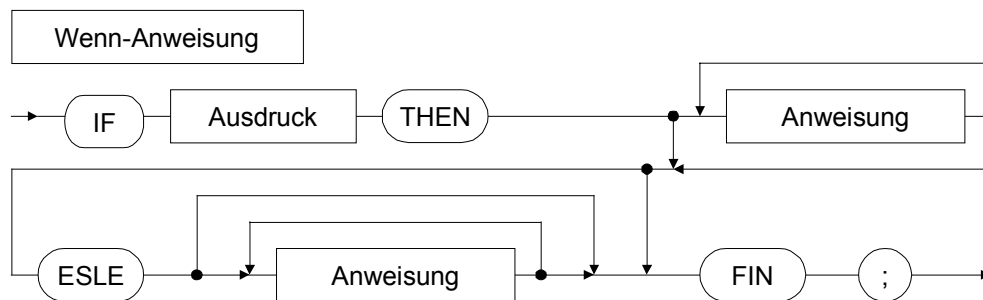 Wenn-Anweisung
IF Ausdruck THEN Anweisung
ESLE Anweisung FIN ;